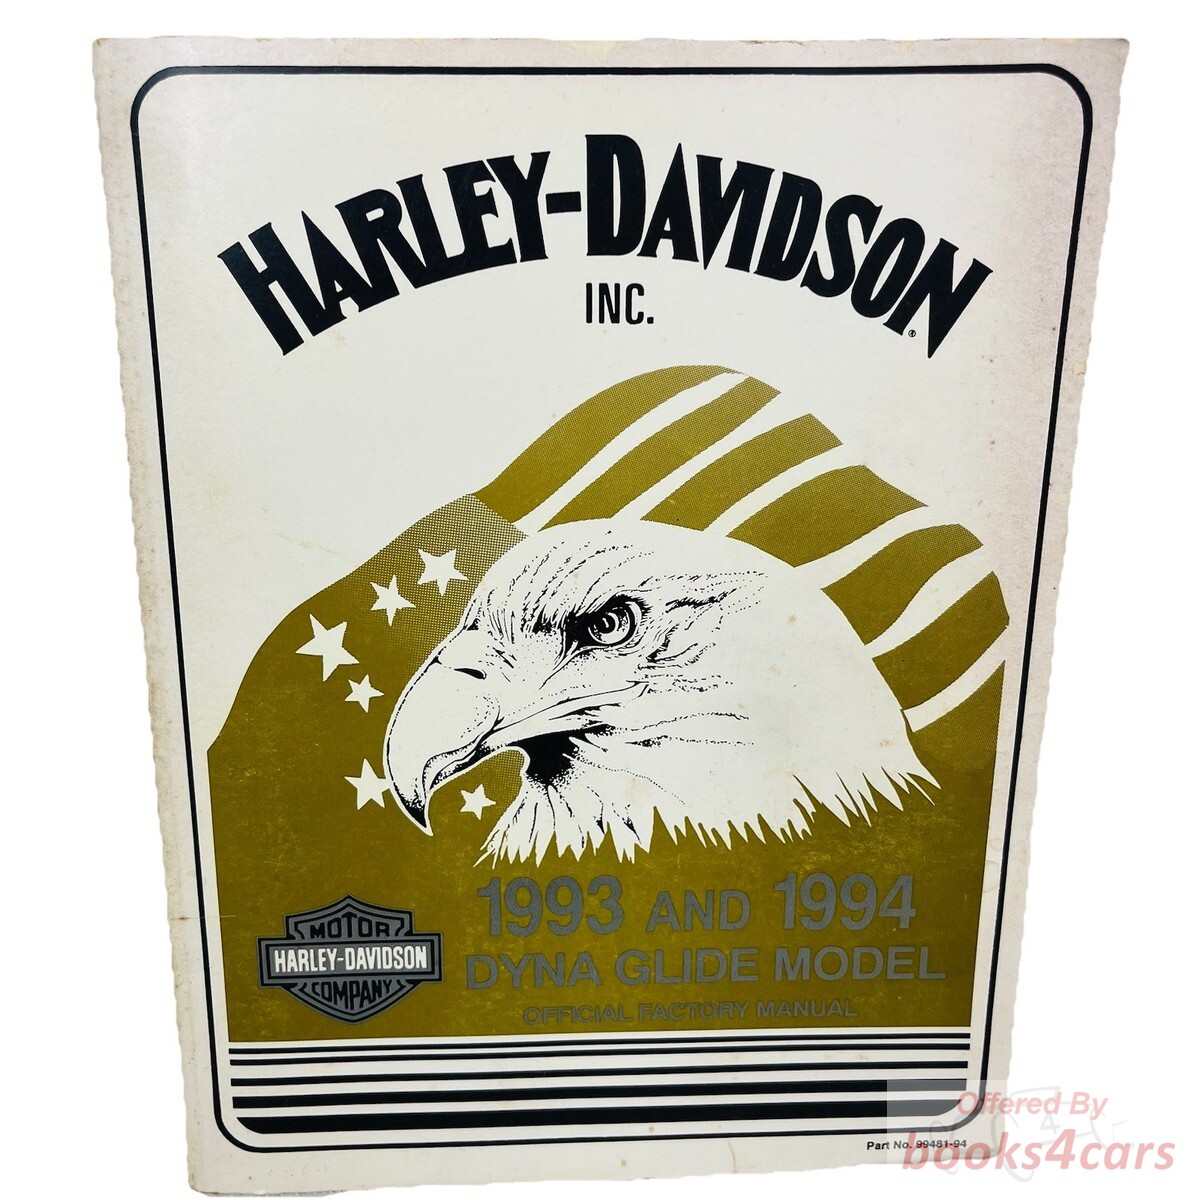 HARLEY-DAVIDSON®
INC.
1993 AND 1994
DYNA GLIDE MODEL
OFFICIAL FACTORY MANUAL
MOTOR
HARLEY-DAVIDSON
COMPANY
Part No. 99481-94
Offered By
books4cars